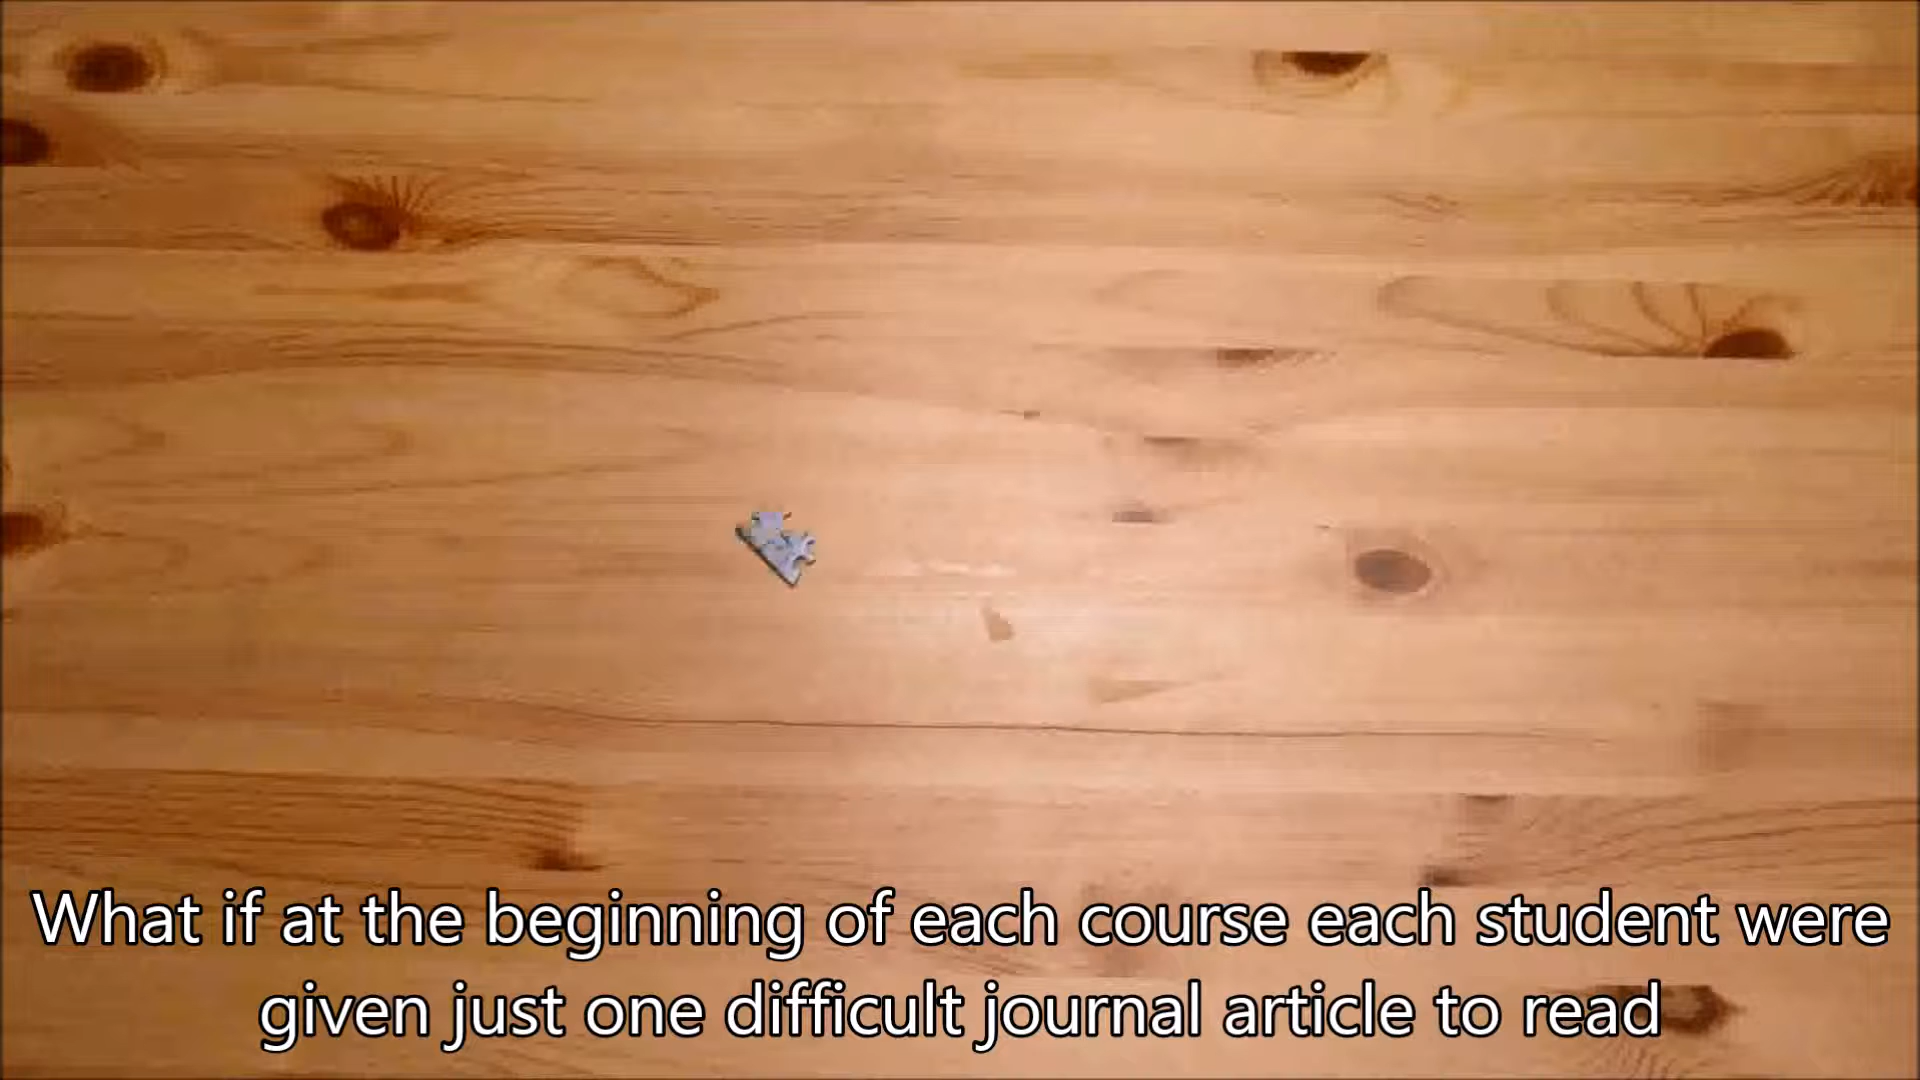 What if at the beginning of each course each student were
given just one difficult journal article to read